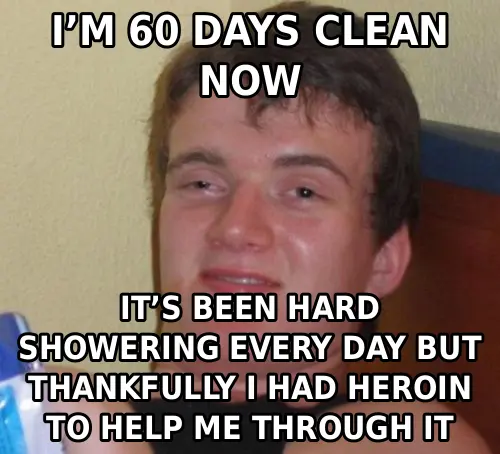 I’M 60 DAYS CLEAN
NOW
IT’S BEEN HARD
SHOWERING EVERY DAY BUT
THANKFULLY I HAD HEROIN
TO HELP ME THROUGH IT